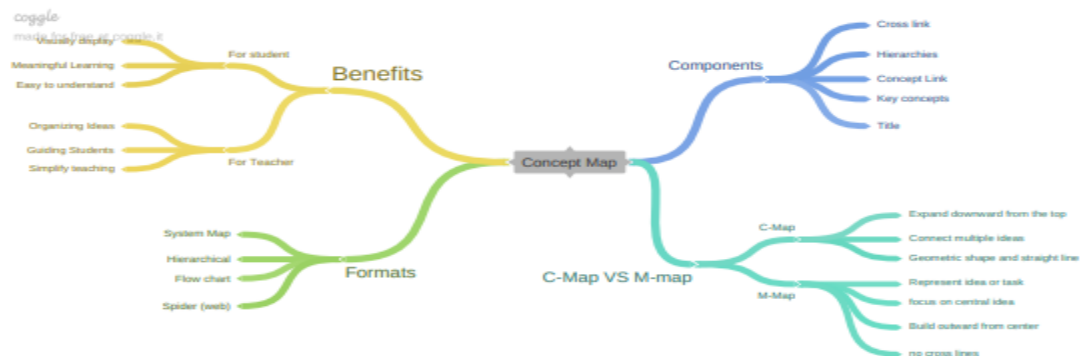 coggle
made for free at coggle.it
Visually display
Meaningful Learning
Easy to understand
For student
Benefits
Organizing Ideas
Guiding Students
Simplify teaching
For Teacher
System Map
Hierarchical
Flow chart
Spider (web)
Formats
Concept Map
Components
Cross link
Hierarchies
Concept Link
Key concepts
Title
C-Map VS M-map
C-Map
Expand downward from the top
Connect multiple ideas
Geometric shape and straight line
M-Map
Represent idea or task
focus on central idea
Build outward from center
no cross lines